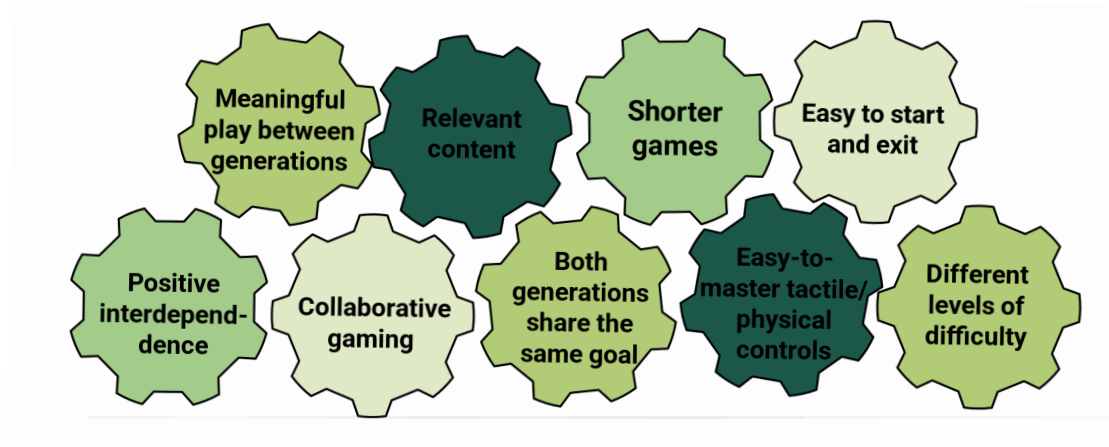 Meaningful
play between
generations
Relevant
content
Shorter
games
Easy to start
and exit
Positive
interdepend-
dence
Collaborative
gaming
Both
generations
share the
same goal
Easy-to-
master tactile/
physical
controls
Different
levels of
difficulty